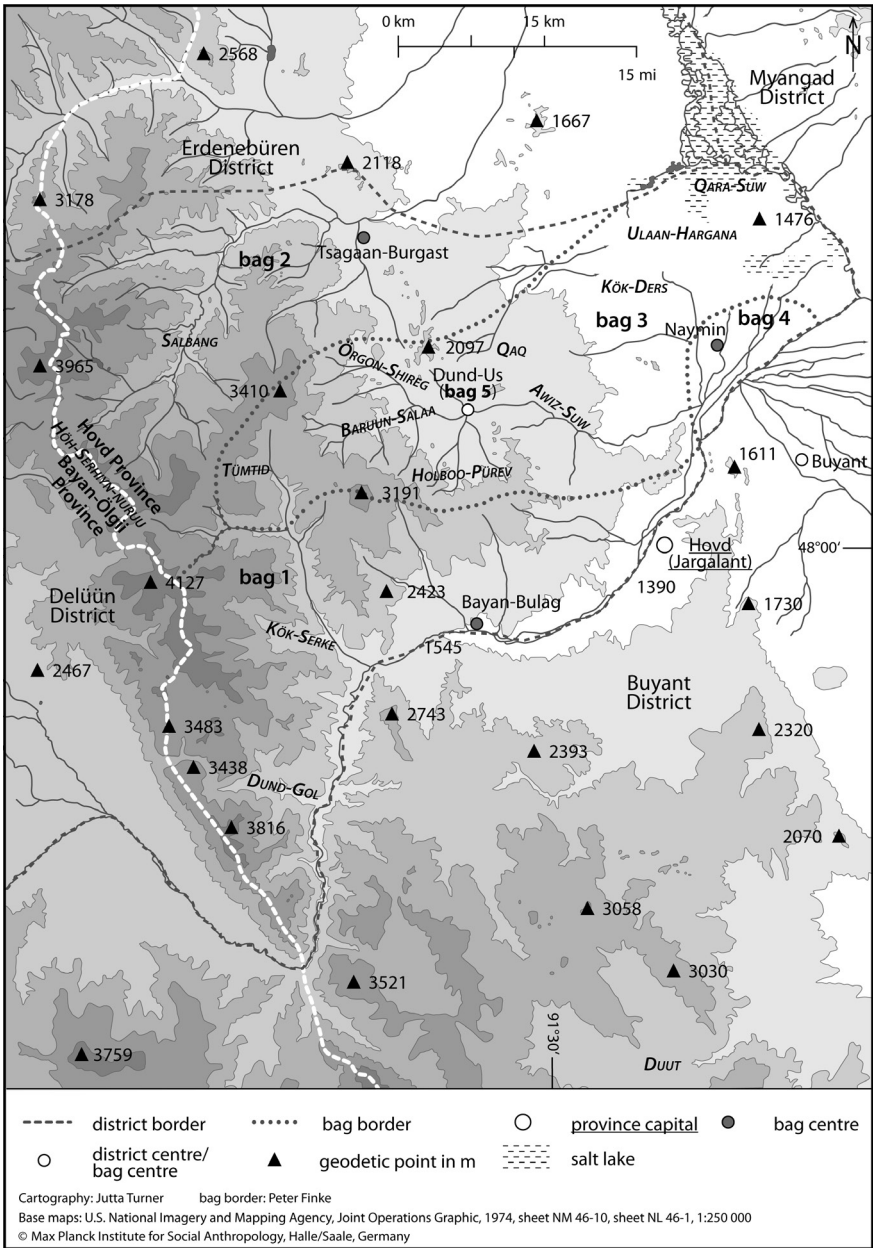 0 km 15 km
15 mi
N
2568
Myangad
District
1667
Erdenebüren
District
2118
3178
QARA-SUW
1476
ULAAN-HARGANA
Tsagaan-Burgast
bag 2
KÖK-DERS
bag 3
bag 4
Naymin
SALBANG
2097
QAQ
ORGON-SHIREG
3965
Dund-Us
(bag 5)
3410
AWIZ-SUW
BARUUN-SALAA
Hovd Province
HÖH-SERHIYN-NURUU
Bayan-Ölgii
Province
TÜMTID
HOLBOO-PÜREV
1611
Buyant
3191
Hovd
(Jargalant)
48°00′
4127
bag 1
Delüün
District
2423
1390
Bayan-Bulag
1730
KÖK-SERKE
1545
2467
Buyant
District
2743
3483
2320
2393
3438
DUND-GOL
3816
2070
3058
3030
3521
91°30′
3759
DUUT
district border bag border province capital bag centre
district centre/
bag centre
geodetic point in m salt lake
Cartography: Jutta Turner bag border: Peter Finke
Base maps: U.S. National Imagery and Mapping Agency, Joint Operations Graphic, 1974, sheet NM 46-10, sheet NL 46-1, 1:250 000
© Max Planck Institute for Social Anthropology, Halle/Saale, Germany